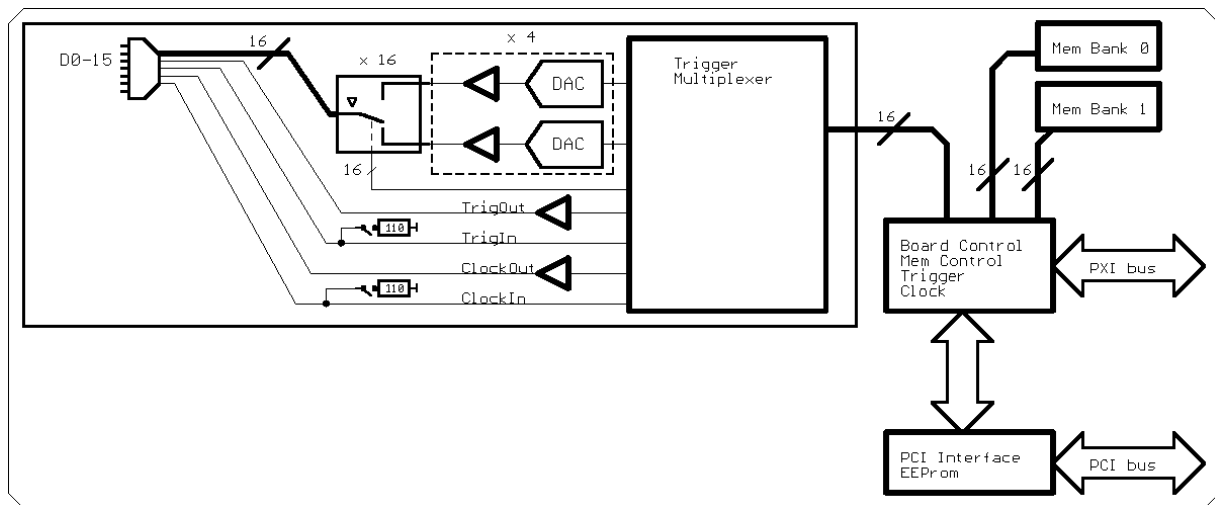 D0-15
16
x 16
x 4
DAC
DAC
16
Trigger
Multiplexer
TrigOut
110
TrigIn
ClockOut
110
ClockIn
16
Mem Bank 0
Mem Bank 1
16
16
Board Control
Mem Control
Trigger
Clock
PXI bus
PCI Interface
EEProm
PCI bus